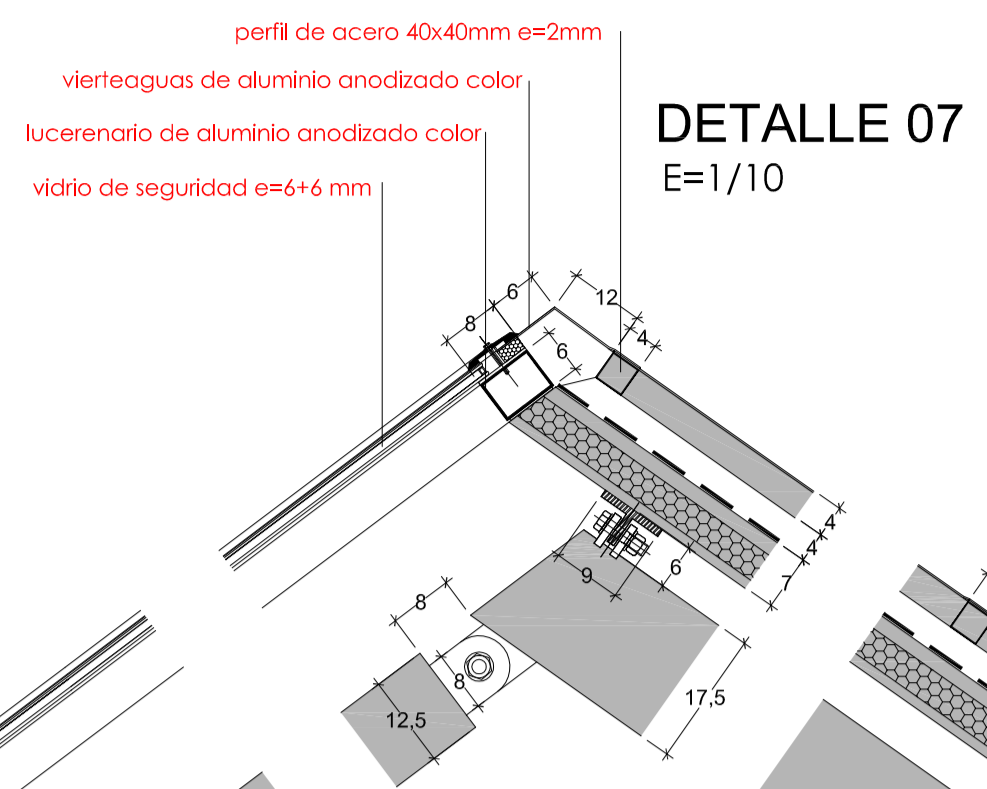 perfil de acero 40x40mm e=2mm
vierteaguas de aluminio anodizado color
lucerenario de aluminio anodizado color
vidrio de seguridad e=6+6 mm
DETALLE 07
E=1/10
6
12
8
4
6
4
4
7
9
6
8
8
12,5
17,5